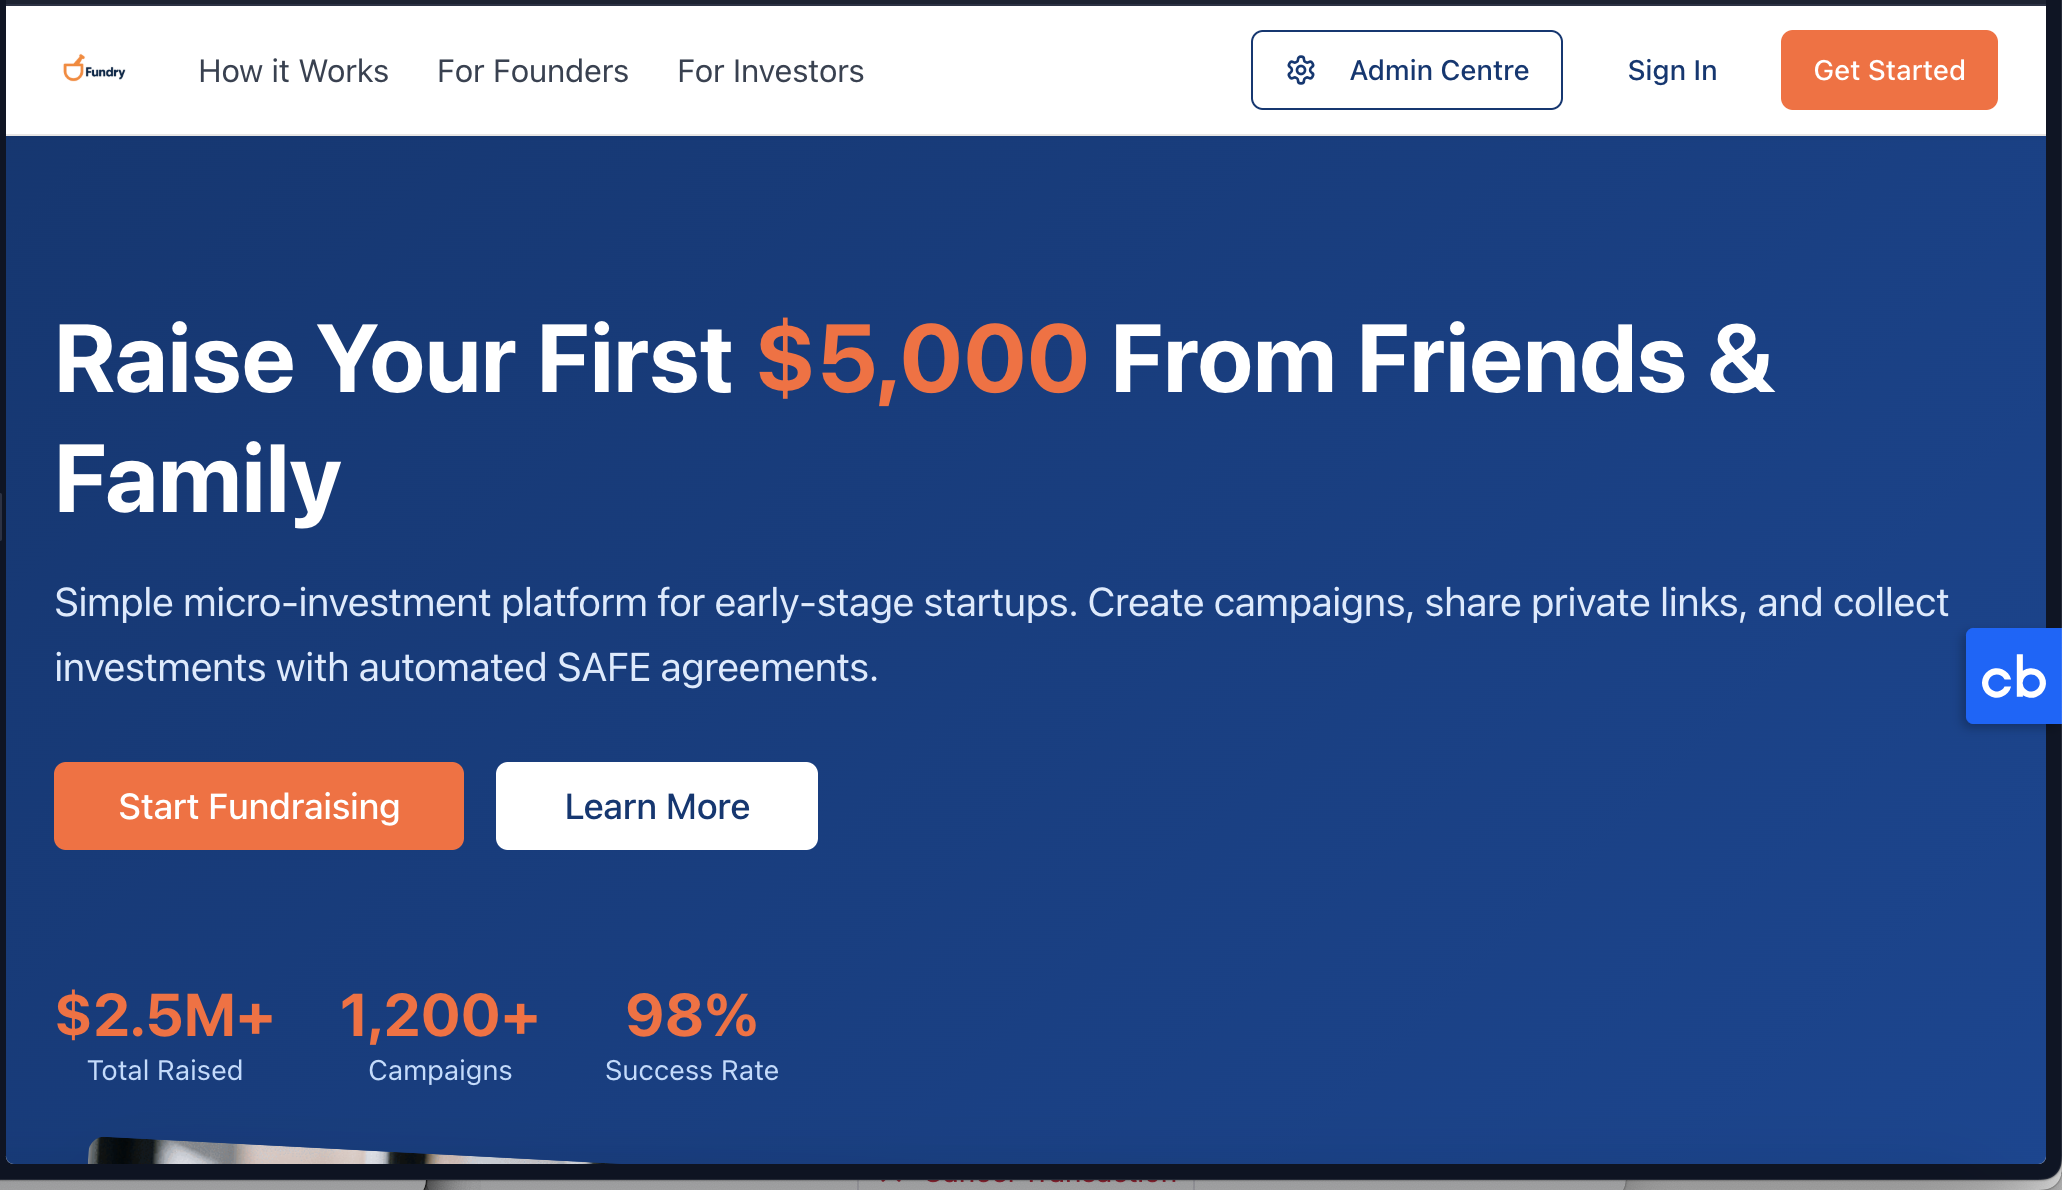 Fundry
How it Works
For Founders
For Investors
Admin Centre
Sign In
Get Started
Raise Your First $5,000 From Friends &
Family
Simple micro-investment platform for early-stage startups. Create campaigns, share private links, and collect
investments with automated SAFE agreements.
cb
Start Fundraising
Learn More
$2.5M+
Total Raised
1,200+
Campaigns
98%
Success Rate